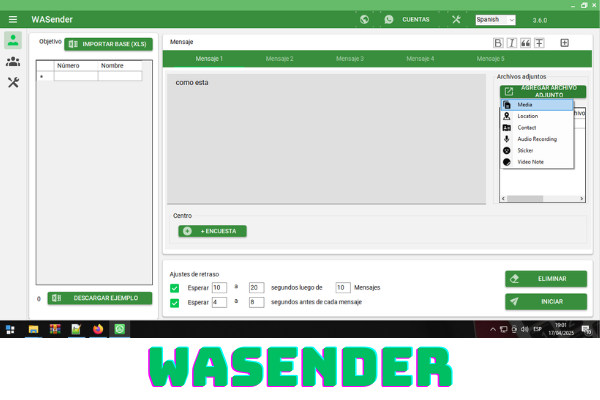 WASender
CUENTAS
Spanish
3.6.0
Objetivo
IMPORTAR BASE (XLS)
Número Nombre
*
Mensaje
B I
Mensaje 1 Mensaje 2 Mensaje 3 Mensaje 4 Mensaje 5
como esta
Archivos adjuntos
AGREGAR ARCHIVO
ADJUNTO
Media
Location
Contact
Audio Recording
Sticker
Video Note
Centro
+ ENCUESTA
Ajustes de retraso
Esperar 10 a 20 segundos luego de 10 Mensajes
Esperar 4 a 8 segundos antes de cada mensaje
ELIMINAR
INICIAR
0 DESCARGAR EJEMPLO
ESP
19:01
17/04/2025
WASENDER